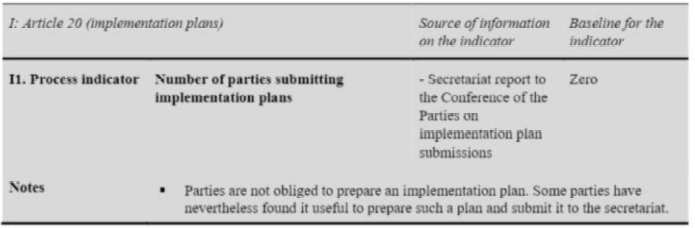 I: Article 20 (implementation plans) Source of information Baseline for the
on the indicator indicator
I1. Process indicator Number of parties submitting - Secretariat report to Zero
implementation plans the Conference of the
Parties on
implementation plan
submissions
Notes ▪ Parties are not obliged to prepare an implementation plan. Some parties have
nevertheless found it useful to prepare such a plan and submit it to the secretariat.